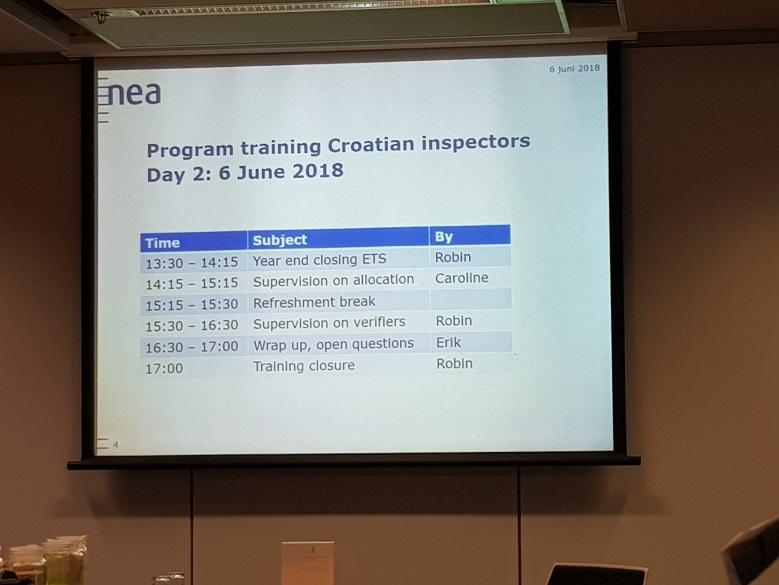 6 juni 2018
nea
Program training Croatian inspectors
Day 2: 6 June 2018
Time Subject By
13:30 – 14:15 Year end closing ETS Robin
14:15 – 15:15 Supervision on allocation Caroline
15:15 – 15:30 Refreshment break
15:30 – 16:30 Supervision on verifiers Robin
16:30 – 17:00 Wrap up, open questions Erik
17:00 Training closure Robin
4